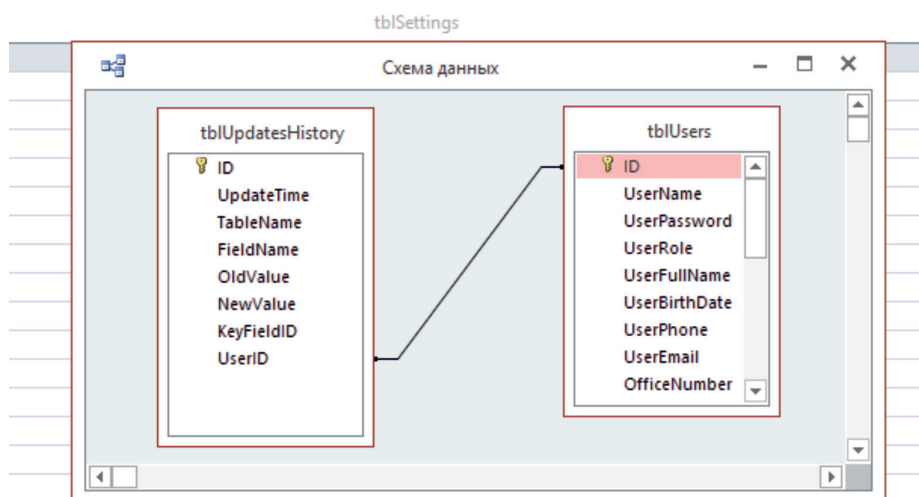 tblSettings
Схема данных
tblUpdatesHistory
ID
UpdateTime
TableName
FieldName
OldValue
NewValue
KeyFieldID
UserID
tblUsers
ID
UserName
UserPassword
UserRole
UserFullName
UserBirthDate
UserPhone
UserEmail
OfficeNumber